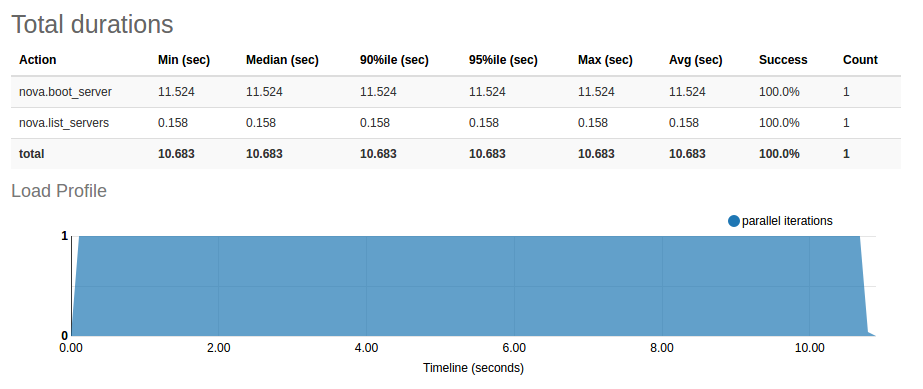 Total durations
Action Min (sec) Median (sec) 90%ile (sec) 95%ile (sec) Max (sec) Avg (sec) Success Count
nova.boot_server 11.524 11.524 11.524 11.524 11.524 11.524 100.0% 1
nova.list_servers 0.158 0.158 0.158 0.158 0.158 0.158 100.0% 1
total 10.683 10.683 10.683 10.683 10.683 10.683 100.0% 1
Load Profile
parallel iterations
1
0
0.00 2.00 4.00 6.00 8.00 10.00
Timeline (seconds)